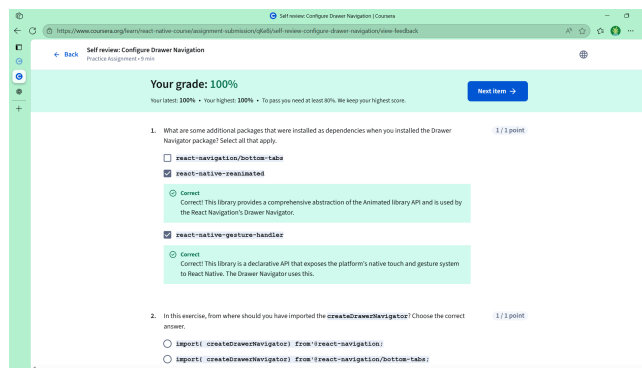 Self review: Configure Drawer Navigation | Coursera
https://www.coursera.org/learn/react-native-course/assignment-submission/qKe8i/self-review-configure-drawer-navigation/view-feedback
← Back
Self review: Configure Drawer Navigation
Practice Assignment • 9 min
Your grade: 100%
Your latest: 100% • Your highest: 100% • To pass you need at least 80%. We keep your highest score.
Next item →
1. What are some additional packages that were installed as dependencies when you installed the Drawer
Navigator package? Select all that apply.
1 / 1 point
react-navigation/bottom-tabs
react-native-reanimated
Correct
Correct! This library provides a comprehensive abstraction of the Animated library API and is used by
the React Navigation's Drawer Navigator.
react-native-gesture-handler
Correct
Correct! This library is a declarative API that exposes the platform's native touch and gesture system
to React Native. The Drawer Navigator uses this.
2. In this exercise, from where should you have imported the createDrawerNavigator? Choose the correct
answer.
1 / 1 point
import{ createDrawerNavigator} from'@react-navigation;
import{ createDrawerNavigator} from'@react-navigation/bottom-tabs;